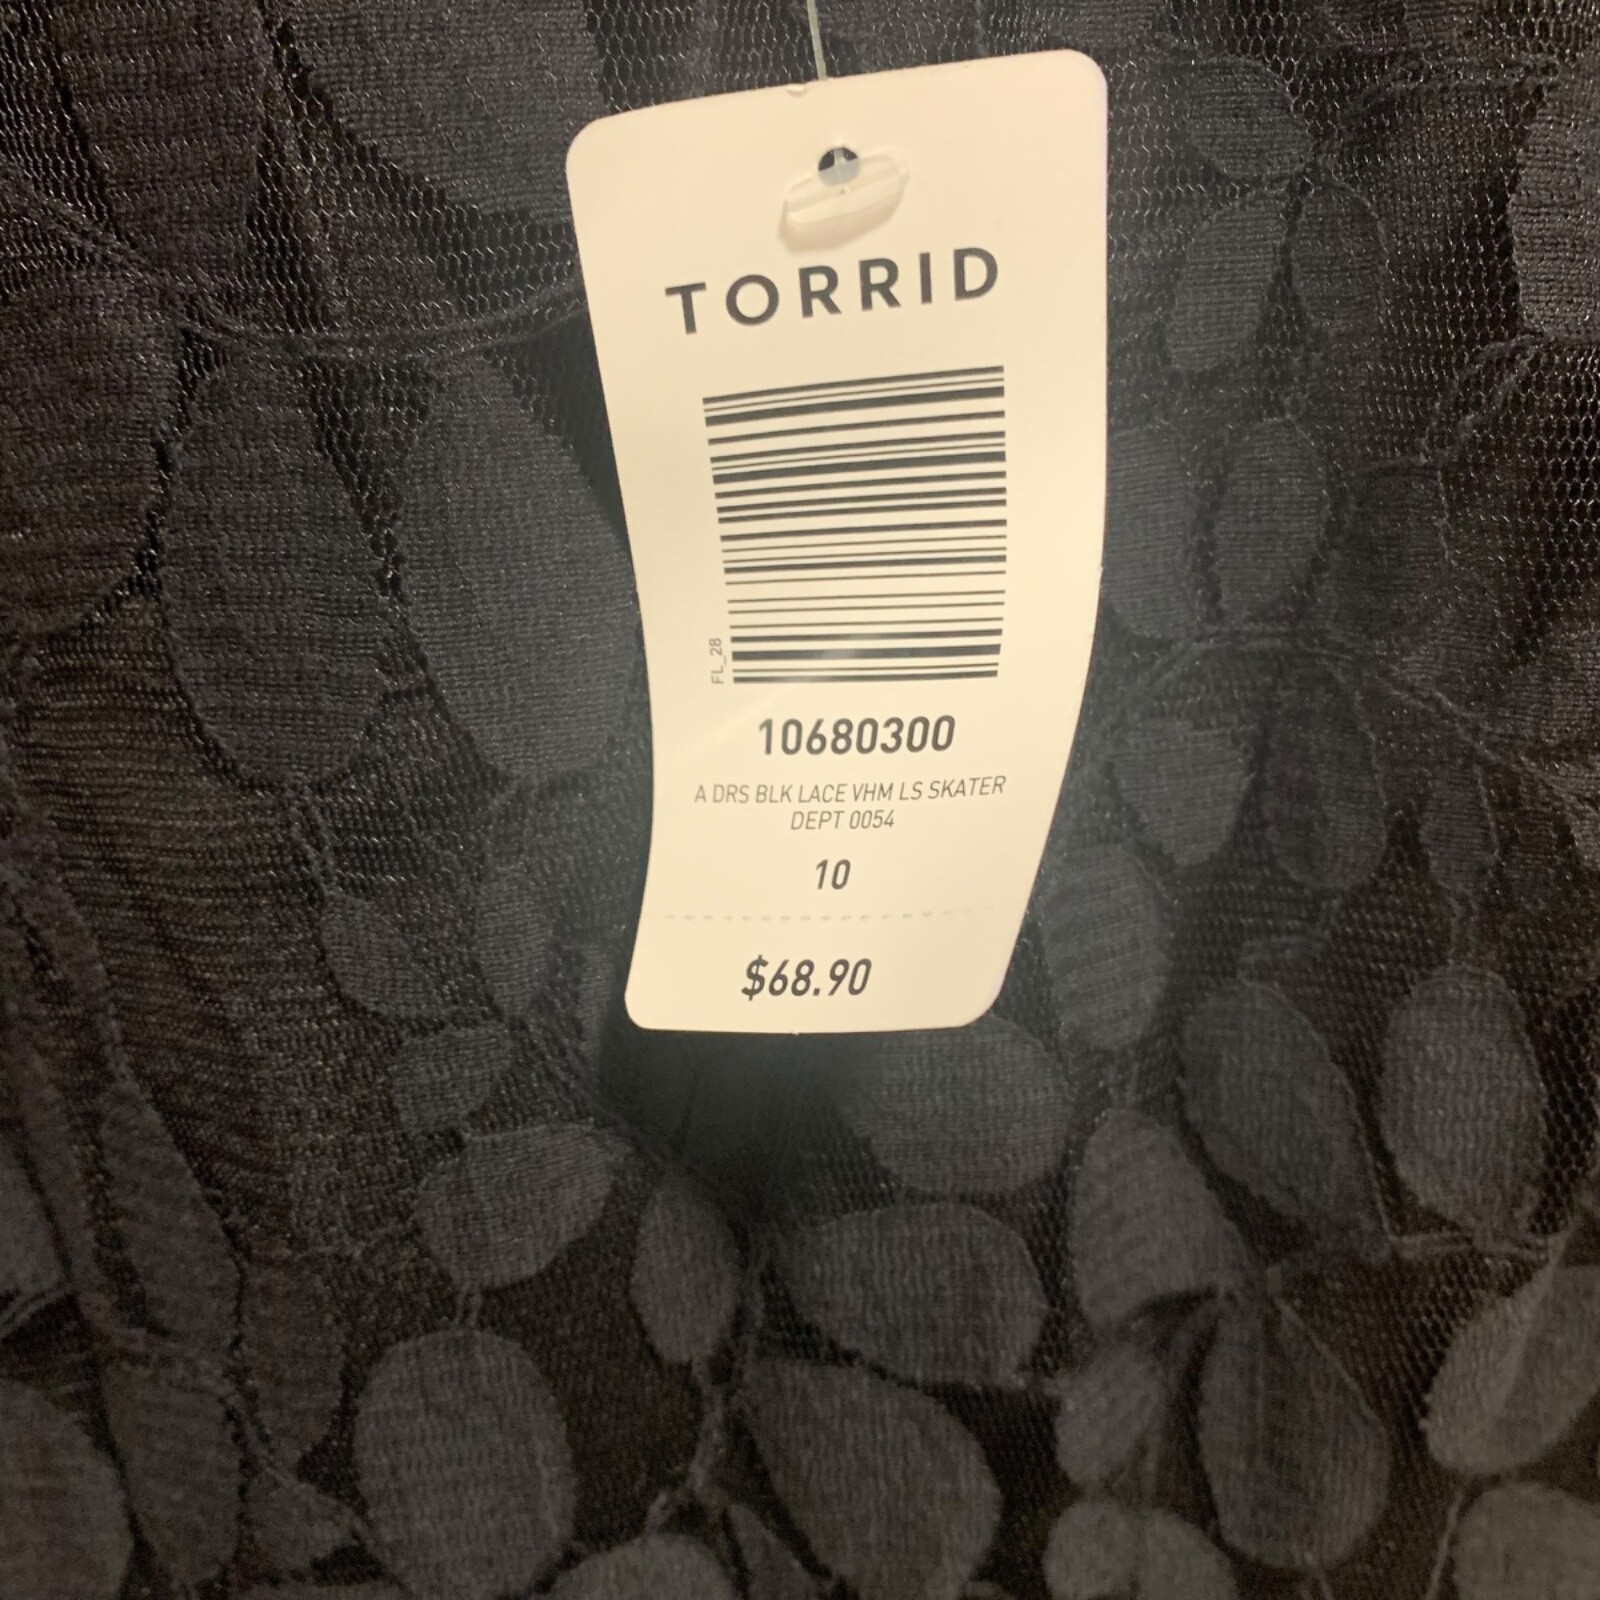 TORRID
FL_28
10680300
A DRS BLK LACE VHM LS SKATER
DEPT 0054
10
$68.90